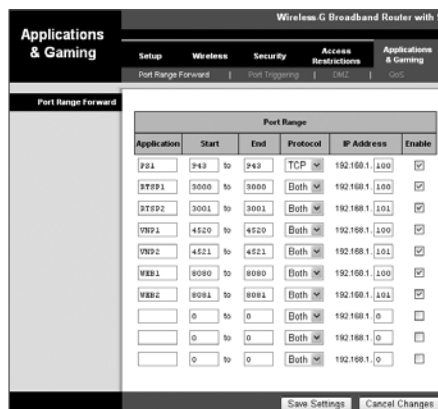 Wireless-G Broadband Router with
Applications & Gaming
Setup Wireless Security Access Restrictions Applications & Gaming
Port Range Forward | Port Triggering | DMZ | QoS
Port Range Forward
Port Range
Application Start End Protocol IP Address Enable
PS1 943 to 943 TCP 192.168.1. 100
RTSP1 3000 to 3000 Both 192.168.1. 100
RTSP2 3001 to 3001 Both 192.168.1. 101
VNP1 4520 to 4520 Both 192.168.1. 100
VNP2 4521 to 4521 Both 192.168.1. 101
WEB1 8080 to 8080 Both 192.168.1. 100
WEB2 8081 to 8081 Both 192.168.1. 101
0 to 0 Both 192.168.1. 0
0 to 0 Both 192.168.1. 0
0 to 0 Both 192.168.1. 0
Save Settings Cancel Changes